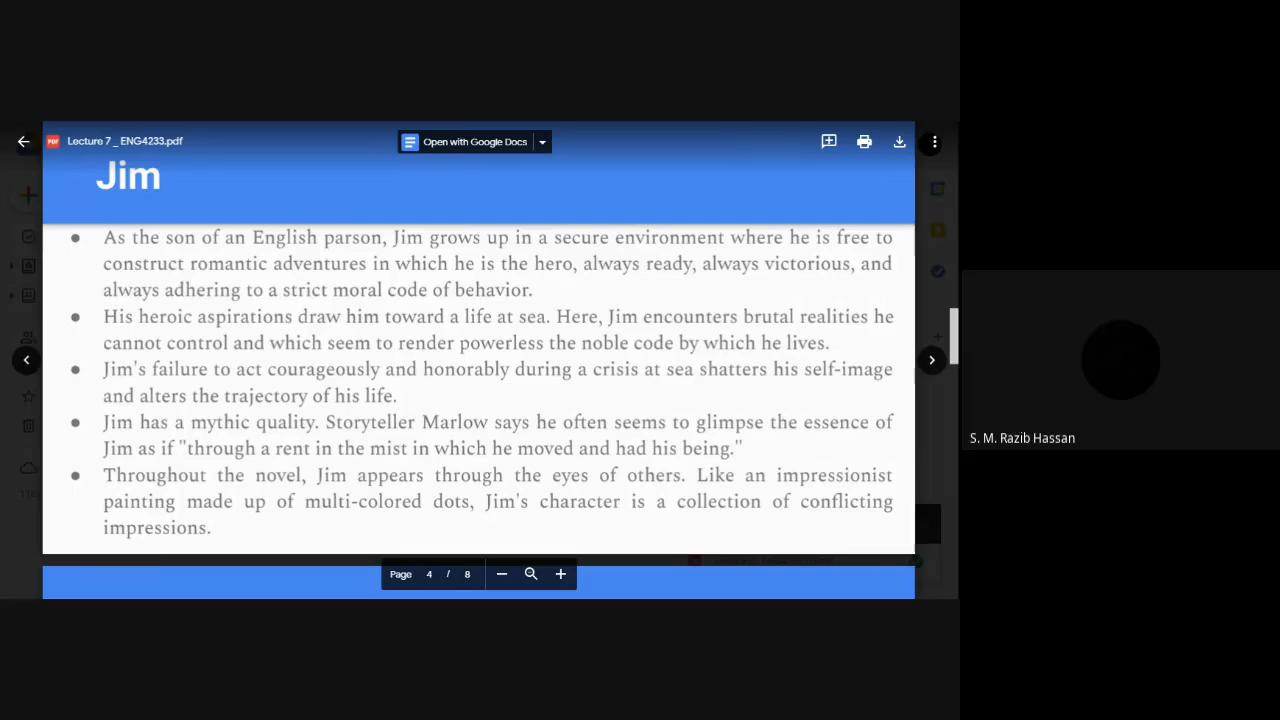 Lecture 7 _ ENG4233.pdf
Open with Google Docs
Jim
● As the son of an English parson, Jim grows up in a secure environment where he is free to
construct romantic adventures in which he is the hero, always ready, always victorious, and
always adhering to a strict moral code of behavior.
● His heroic aspirations draw him toward a life at sea. Here, Jim encounters brutal realities he
cannot control and which seem to render powerless the noble code by which he lives.
● Jim's failure to act courageously and honorably during a crisis at sea shatters his self-image
and alters the trajectory of his life.
● Jim has a mythic quality. Storyteller Marlow says he often seems to glimpse the essence of
Jim as if "through a rent in the mist in which he moved and had his being."
● Throughout the novel, Jim appears through the eyes of others. Like an impressionist
painting made up of multi-colored dots, Jim's character is a collection of conflicting
impressions.
Page 4 / 8
S. M. Razib Hassan